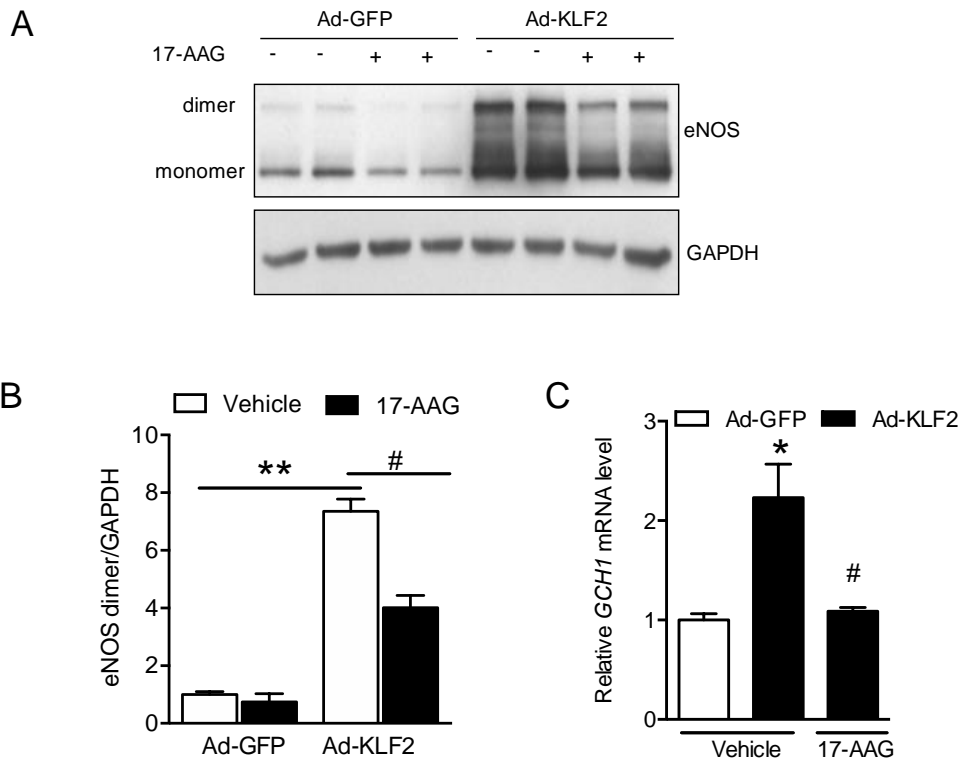 A
Ad-GFP Ad-KLF2
17-AAG - - + + - - + +
dimer
eNOS
monomer
GAPDH
B
Vehicle 17-AAG
eNOS dimer/GAPDH
10
8
6
4
2
0
** #
Ad-GFP Ad-KLF2
C
Ad-GFP Ad-KLF2
Relative GCH1 mRNA level
3
2
1
0
*
#
Vehicle 17-AAG